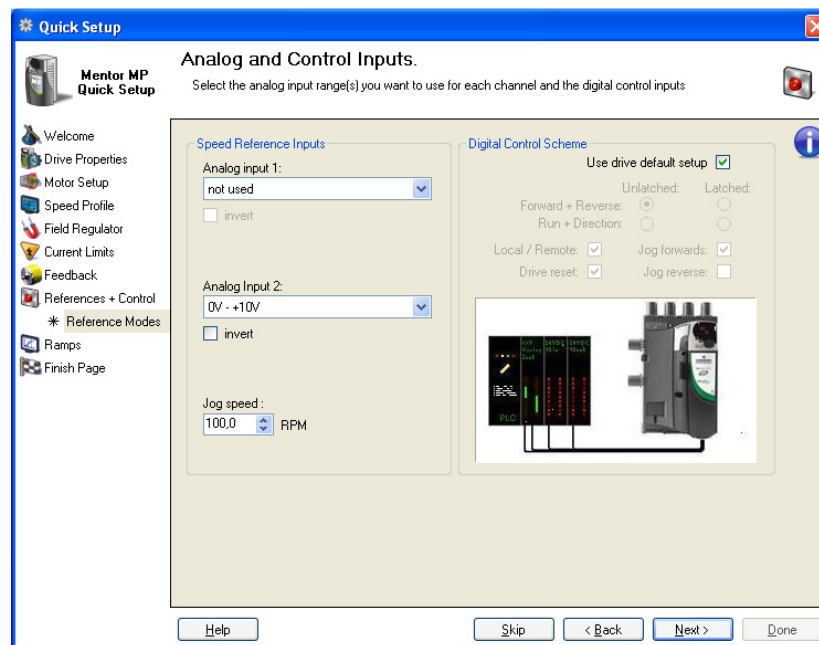 Quick Setup
Mentor MP
Quick Setup
Analog and Control Inputs.
Select the analog input range(s) you want to use for each channel and the digital control inputs
Welcome
Drive Properties
Motor Setup
Speed Profile
Field Regulator
Current Limits
Feedback
References + Control
Reference Modes
Ramps
Finish Page
Speed Reference Inputs
Analog input 1:
not used
invert
Analog Input 2:
0V - +10V
invert
Jog speed :
100,0 RPM
Digital Control Scheme
Use drive default setup
Unlatched: Latched:
Forward + Reverse:
Run + Direction:
Local / Remote: Jog forwards:
Drive reset: Jog reverse:
PLC
Help
Skip
< Back
Next >
Done